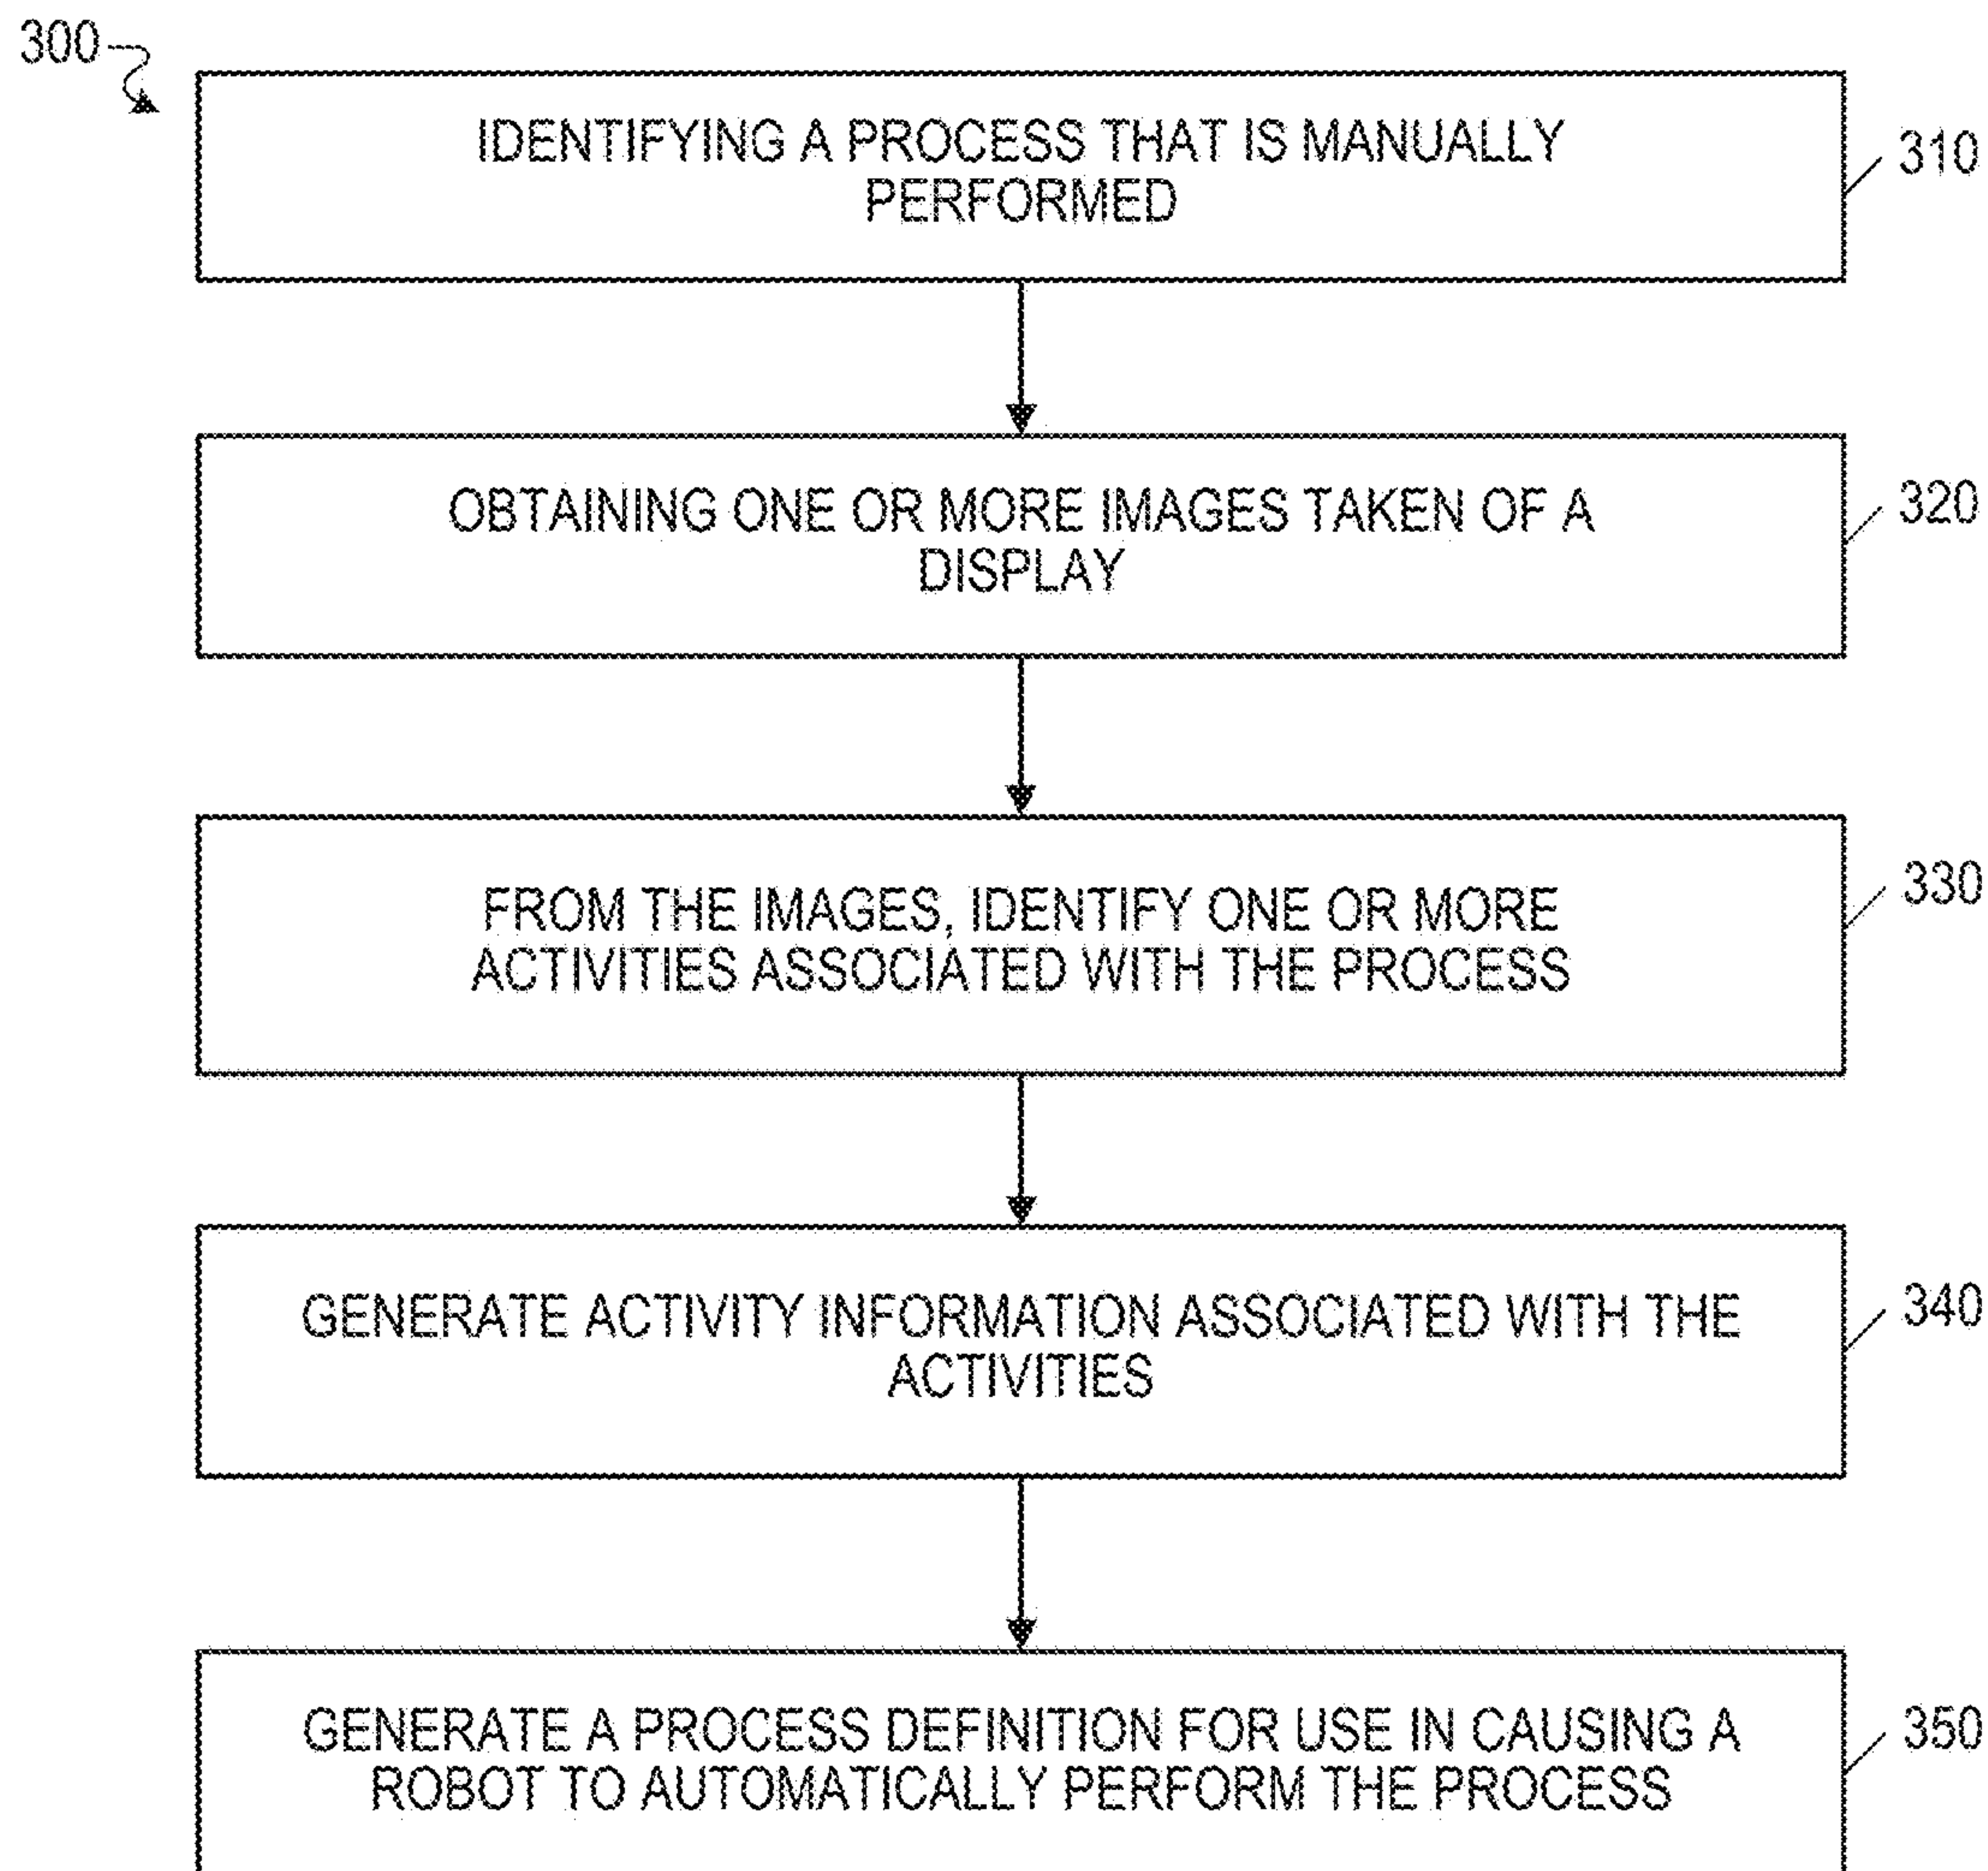 300
IDENTIFYING A PROCESS THAT IS MANUALLY
PERFORMED
310
OBTAINING ONE OR MORE IMAGES TAKEN OF A
DISPLAY
320
FROM THE IMAGES, IDENTIFY ONE OR MORE
ACTIVITIES ASSOCIATED WITH THE PROCESS
330
GENERATE ACTIVITY INFORMATION ASSOCIATED WITH THE
ACTIVITIES
340
GENERATE A PROCESS DEFINITION FOR USE IN CAUSING A
ROBOT TO AUTOMATICALLY PERFORM THE PROCESS
350